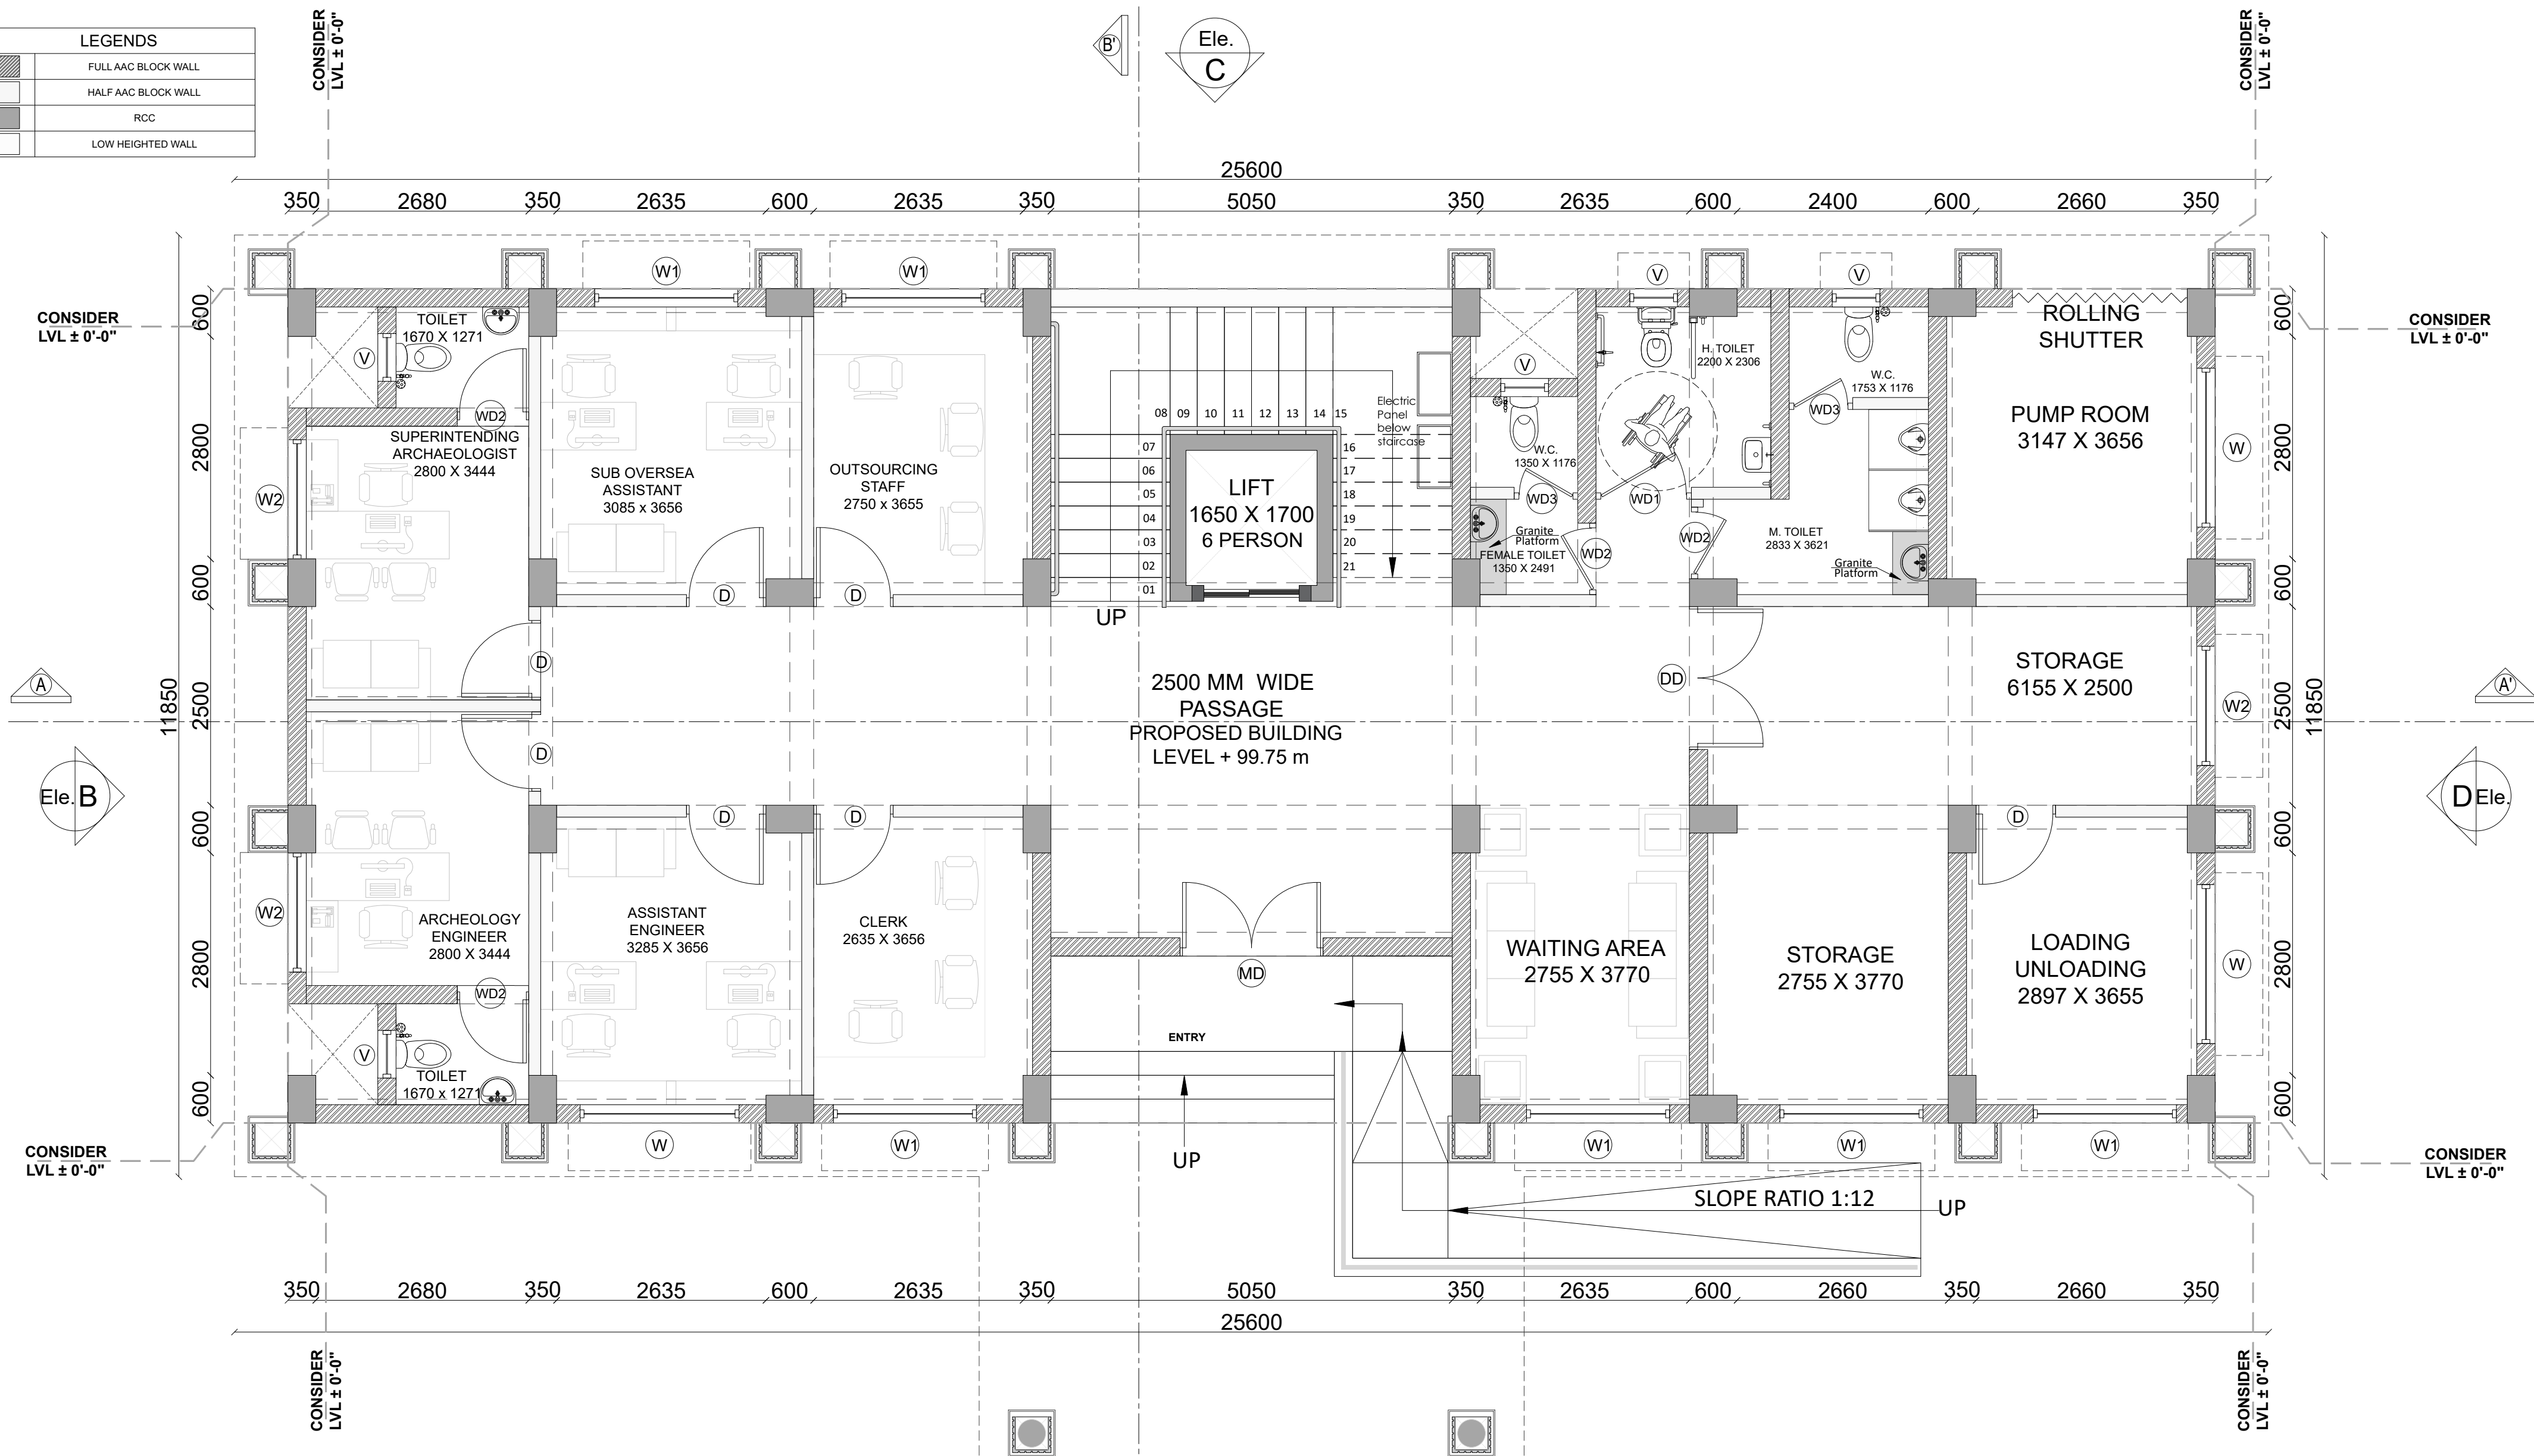 LEGENDS
FULL AAC BLOCK WALL
HALF AAC BLOCK WALL
RCC
LOW HEIGHTED WALL
CONSIDER
LVL ± 0'-0"
B'
Ele.
C
CONSIDER
LVL ± 0'-0"
25600
350 2680 350 2635 600 2635 350 5050 350 2635 600 2400 600 2660 350
W1 W1 V V
CONSIDER
LVL ± 0'-0"
CONSIDER
LVL ± 0'-0"
11850
600
2800
600
2500
600
2800
600
TOILET
1670 X 1271
V
WD2
SUPERINTENDING
ARCHAEOLOGIST
2800 X 3444
W2
D
SUB OVERSEA
ASSISTANT
3085 x 3656
D
OUTSOURCING
STAFF
2750 x 3655
D
08 09 10 11 12 13 14 15
07
06
05
04
03
02
01
16
17
18
19
20
21
LIFT
1650 X 1700
6 PERSON
UP
Electric
Panel
below
staircase
V
W.C.
1350 X 1176
WD3
Granite
Platform
FEMALE TOILET
1350 X 2491
WD2
H. TOILET
2200 X 2306
WD1
W.C.
1753 X 1176
WD3
WD2
M. TOILET
2833 X 3621
Granite
Platform
ROLLING
SHUTTER
PUMP ROOM
3147 X 3656
W
600
2800
600
2500
600
2800
600
11850
A
2500 MM WIDE
PASSAGE
PROPOSED BUILDING
LEVEL + 99.75 m
DD
STORAGE
6155 X 2500
W2
A'
Ele. B
D Ele.
D
W2
ARCHEOLOGY
ENGINEER
2800 X 3444
WD2
V
TOILET
1670 x 1271
D
ASSISTANT
ENGINEER
3285 X 3656
D
CLERK
2635 X 3656
MD
ENTRY
UP
WAITING AREA
2755 X 3770
STORAGE
2755 X 3770
D
LOADING
UNLOADING
2897 X 3655
W
W W1 W1 W1 W1
CONSIDER
LVL ± 0'-0"
CONSIDER
LVL ± 0'-0"
SLOPE RATIO 1:12
UP
350 2680 350 2635 600 2635 350 5050 350 2635 600 2660 350 2660 350
25600
CONSIDER
LVL ± 0'-0"
CONSIDER
LVL ± 0'-0"